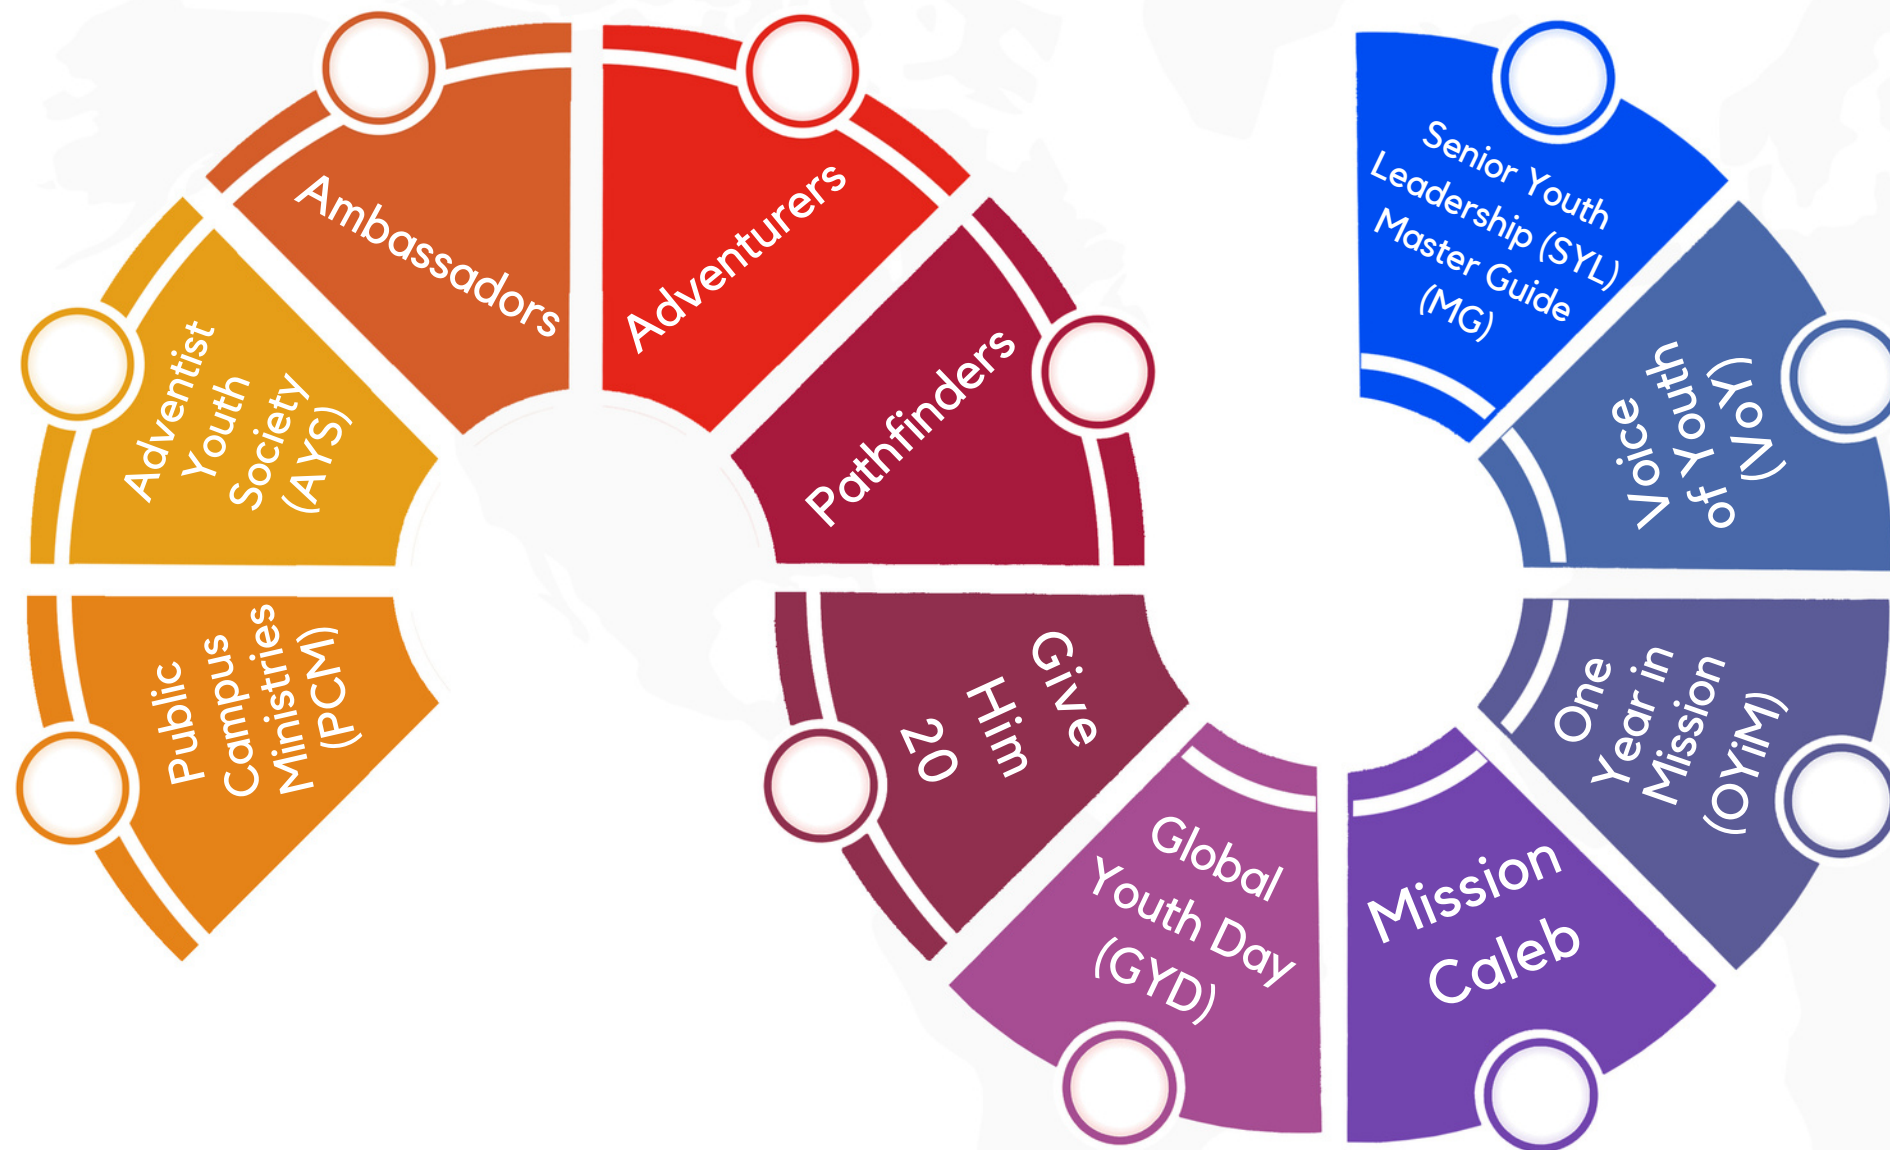 Public
Campus
Ministries
(PCM)
Adventist
Youth
Society
(AYS)
Ambassadors
Adventurers
Pathfinders
Give
Him
20
Global
Youth Day
(GYD)
Mission
Caleb
One
Year in
Mission
(OYiM)
Voice
of Youth
(VoY)
Senior Youth
Leadership (SYL)
Master Guide
(MG)